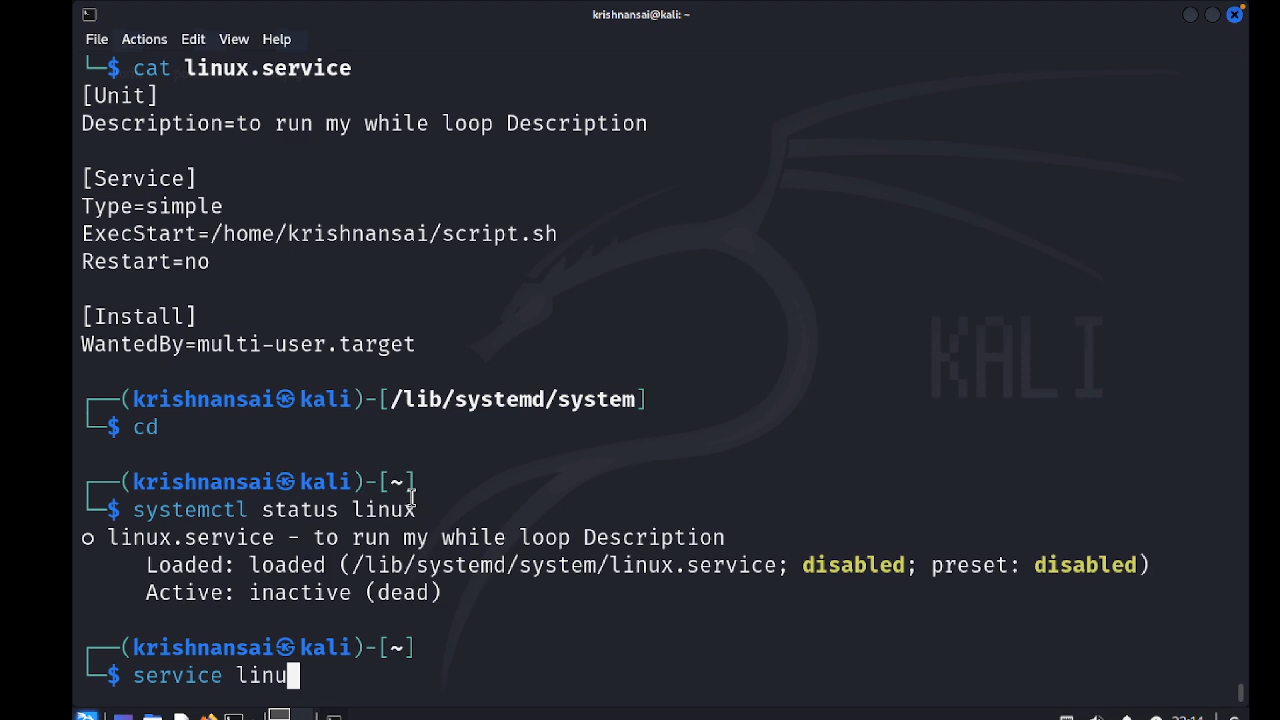 krishnansai@kali: ~
File Actions Edit View Help
└─$ cat linux.service
[Unit]
Description=to run my while loop Description
[Service]
Type=simple
ExecStart=/home/krishnansai/script.sh
Restart=no
[Install]
WantedBy=multi-user.target
┌──(krishnansai㉿kali)-[/lib/systemd/system]
└─$ cd
┌──(krishnansai㉿kali)-[~]
└─$ systemctl status linux
○ linux.service - to run my while loop Description
Loaded: loaded (/lib/systemd/system/linux.service; disabled; preset: disabled)
Active: inactive (dead)
┌──(krishnansai㉿kali)-[~]
└─$ service linu
KALI